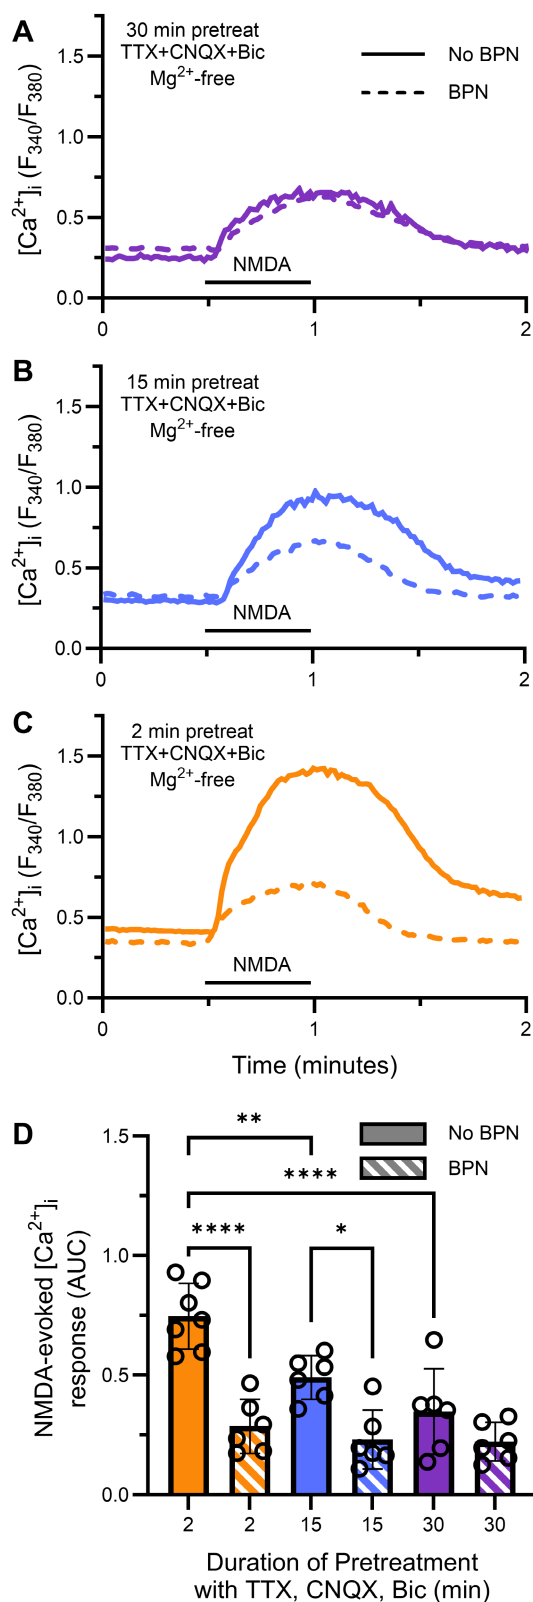 A
30 min pretreat
TTX+CNQX+Bic
Mg²⁺-free
No BPN
BPN
[Ca²⁺]ᵢ (F₃₄₀/F₃₈₀)
1.5
1.0
0.5
0.0
NMDA
0
1
2
B
15 min pretreat
TTX+CNQX+Bic
Mg²⁺-free
[Ca²⁺]ᵢ (F₃₄₀/F₃₈₀)
1.5
1.0
0.5
0.0
NMDA
0
1
2
C
2 min pretreat
TTX+CNQX+Bic
Mg²⁺-free
[Ca²⁺]ᵢ (F₃₄₀/F₃₈₀)
1.5
1.0
0.5
0.0
NMDA
0
1
2
Time (minutes)
D
No BPN
BPN
NMDA-evoked [Ca²⁺]ᵢ
response (AUC)
1.5
1.0
0.5
0.0
**
****
****
*
2
2
15
15
30
30
Duration of Pretreatment
with TTX, CNQX, Bic (min)